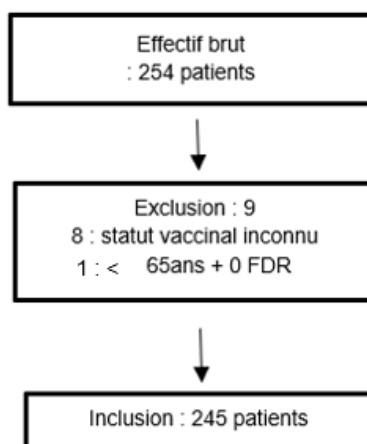 Effectif brut
: 254 patients
Exclusion : 9
8 : statut vaccinal inconnu
1 : < 65ans + 0 FDR
Inclusion : 245 patients